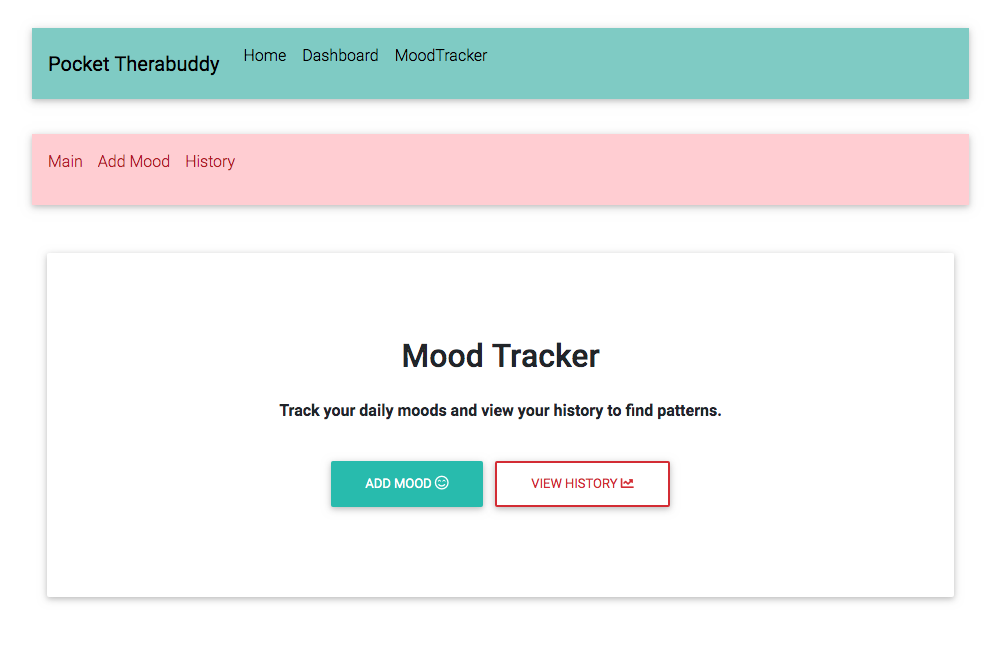 Pocket Therabuddy Home Dashboard MoodTracker
Main Add Mood History
Mood Tracker
Track your daily moods and view your history to find patterns.
ADD MOOD VIEW HISTORY